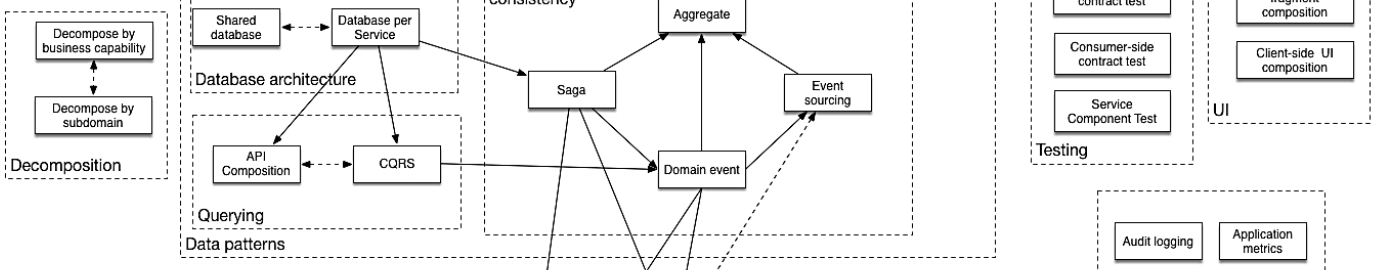 Decompose by
business capability
Decompose by
subdomain
Decomposition
Shared
database
Database per
Service
Database architecture
API
Composition
CQRS
Querying
Data patterns
consistency
Aggregate
Saga
Event
sourcing
Domain event
contract test
Consumer-side
contract test
Service
Component Test
Testing
fragment
composition
Client-side UI
composition
UI
Audit logging
Application
metrics